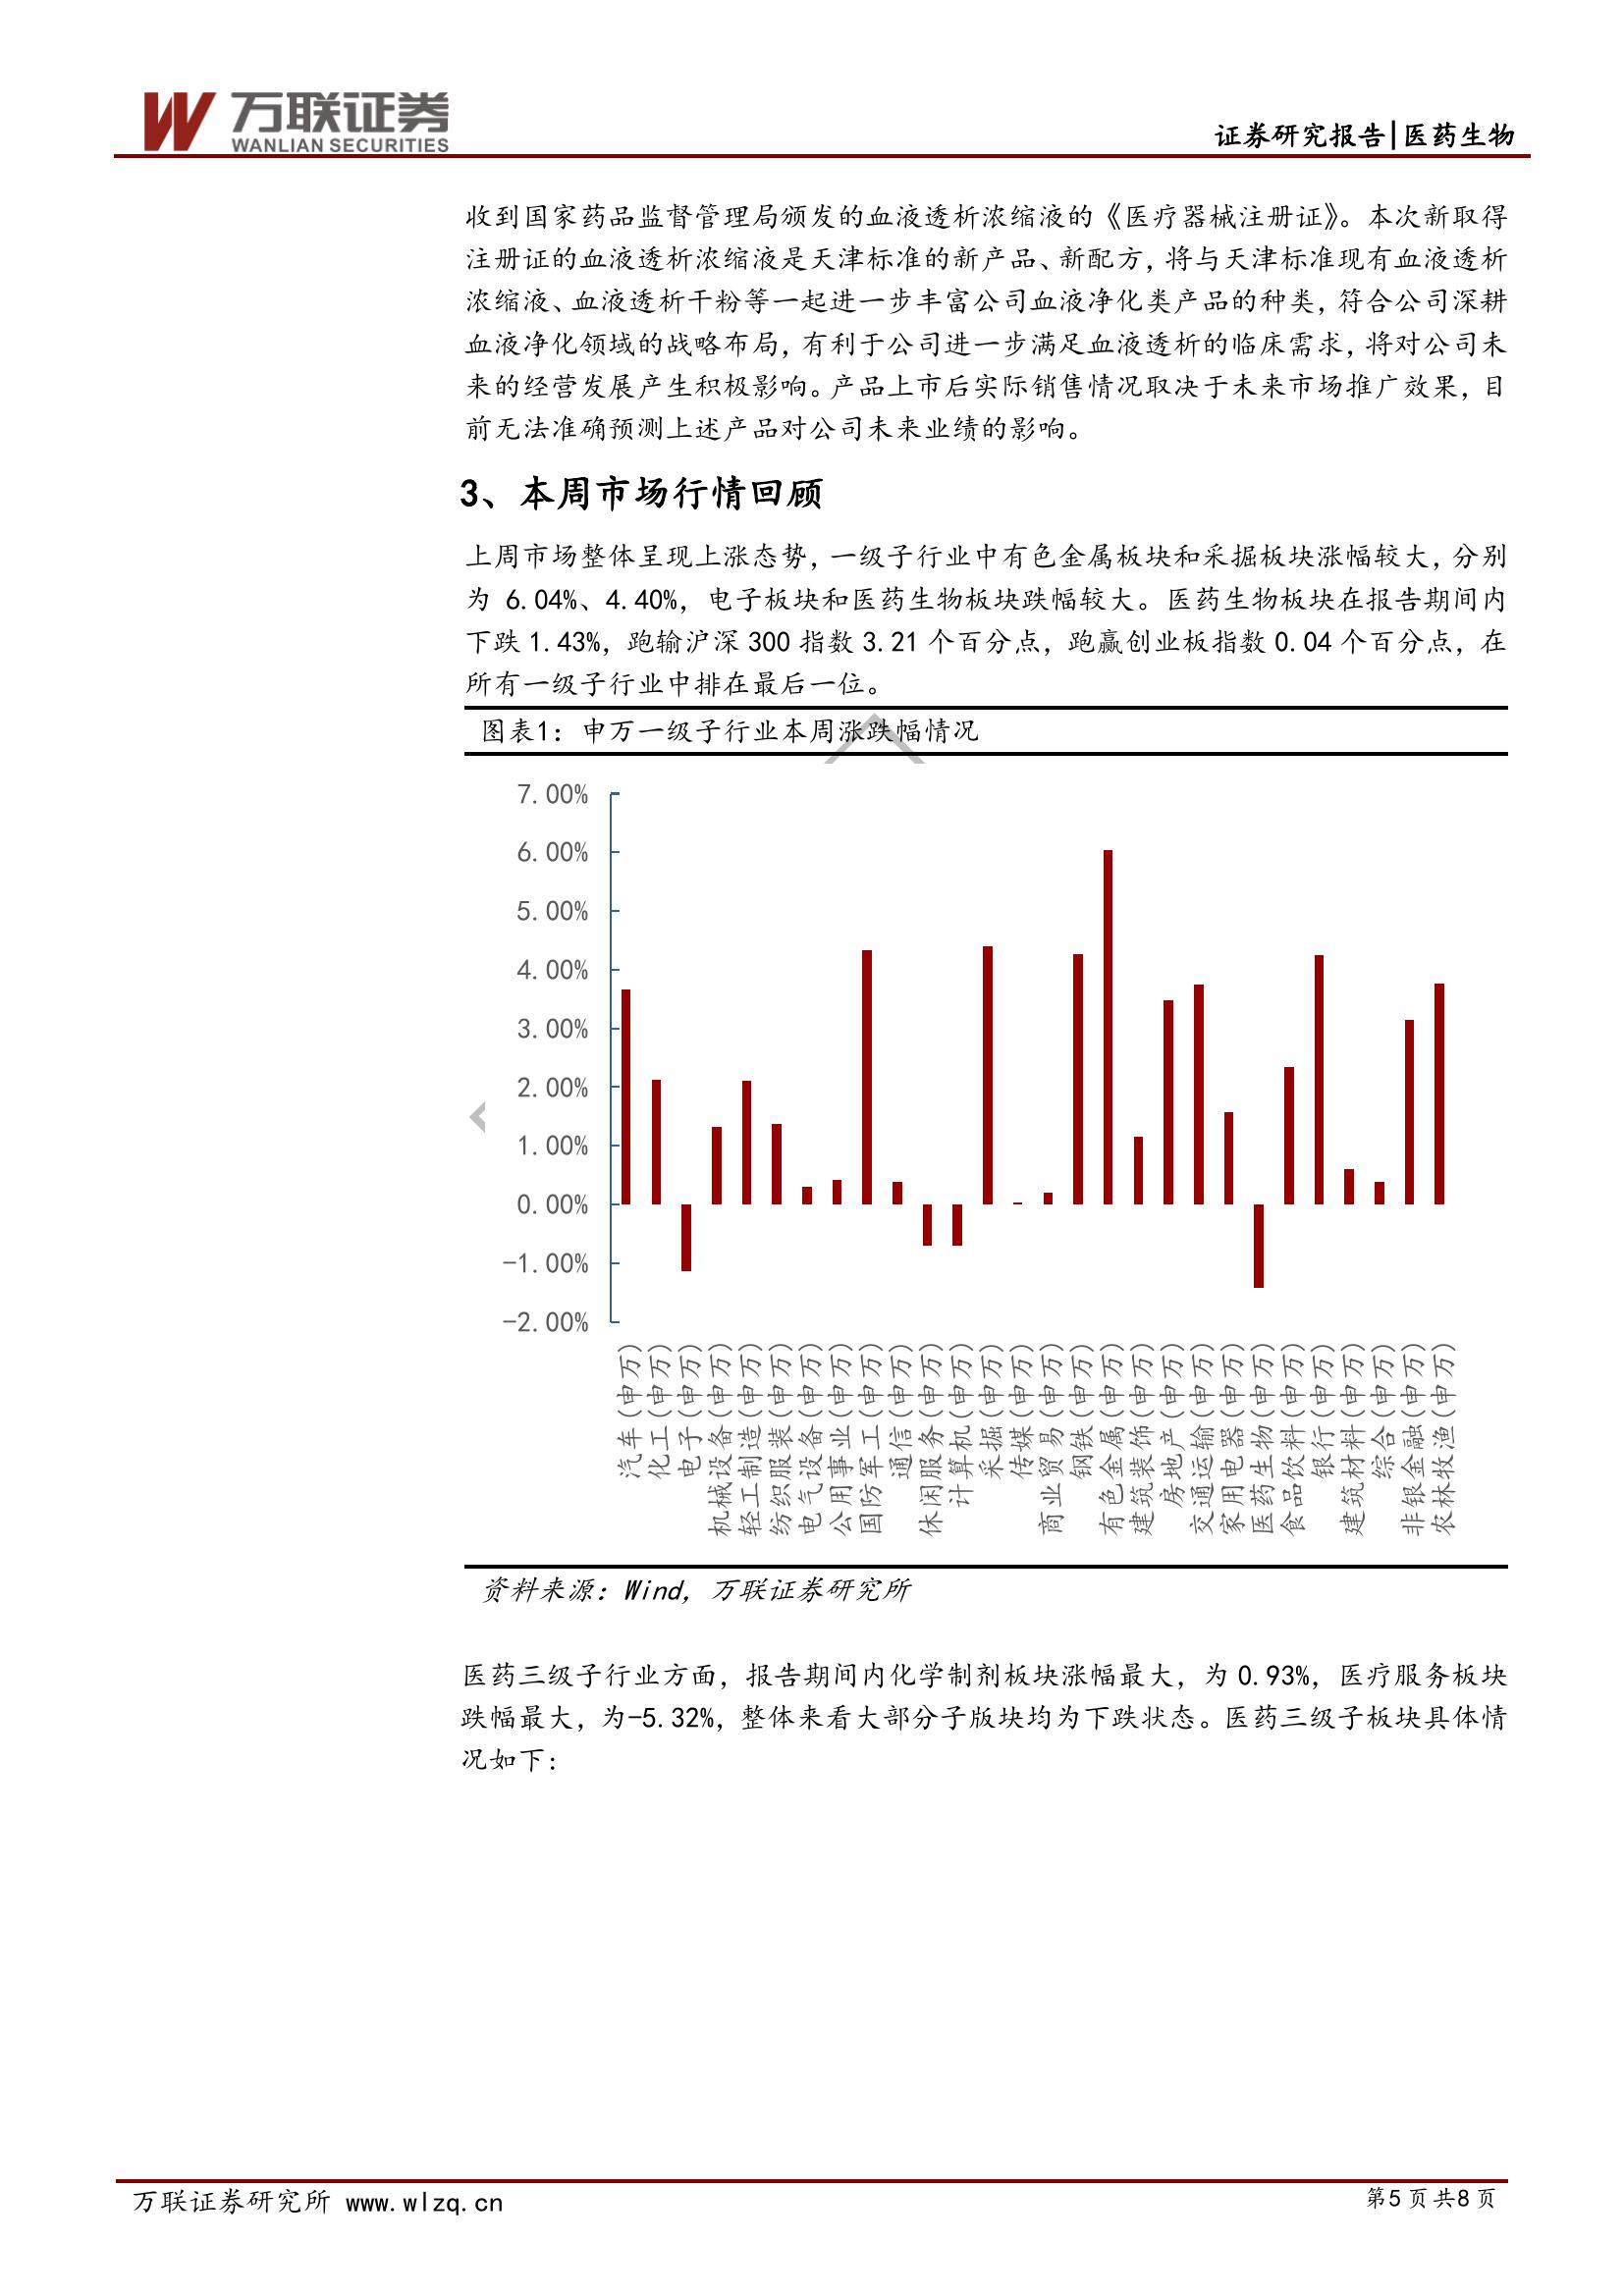 万联证券
WANLIAN SECURITIES
证券研究报告|医药生物
收到国家药品监督管理局颁发的血液透析浓缩液的《医疗器械注册证》。本次新取得
注册证的血液透析浓缩液是天津标准的新产品、新配方，将与天津标准现有血液透析
浓缩液、血液透析干粉等一起进一步丰富公司血液净化类产品的种类，符合公司深耕
血液净化领域的战略布局，有利于公司进一步满足血液透析的临床需求，将对公司未
来的经营发展产生积极影响。产品上市后实际销售情况取决于未来市场推广效果，目
前无法准确预测上述产品对公司未来业绩的影响。
3、本周市场行情回顾
上周市场整体呈现上涨态势，一级子行业中有色金属板块和采掘板块涨幅较大，分别
为 6.04%、4.40%，电子板块和医药生物板块跌幅较大。医药生物板块在报告期间内
下跌 1.43%，跑输沪深 300 指数 3.21 个百分点，跑赢创业板指数 0.04 个百分点，在
所有一级子行业中排在最后一位。
图表1：申万一级子行业本周涨跌幅情况
7.00%
6.00%
5.00%
4.00%
3.00%
2.00%
1.00%
0.00%
-1.00%
-2.00%
汽车(申万)
化工(申万)
电子(申万)
机械设备(申万)
轻工制造(申万)
纺织服装(申万)
电气设备(申万)
公用事业(申万)
国防军工(申万)
通信(申万)
休闲服务(申万)
计算机(申万)
采掘(申万)
传媒(申万)
商业贸易(申万)
钢铁(申万)
有色金属(申万)
建筑装饰(申万)
房地产(申万)
交通运输(申万)
家用电器(申万)
医药生物(申万)
食品饮料(申万)
银行(申万)
建筑材料(申万)
综合(申万)
非银金融(申万)
农林牧渔(申万)
资料来源：Wind，万联证券研究所
医药三级子行业方面，报告期间内化学制剂板块涨幅最大，为 0.93%，医疗服务板块
跌幅最大，为-5.32%，整体来看大部分子版块均为下跌状态。医药三级子板块具体情
况如下：
万联证券研究所 www.wlzq.cn
第5页共8页